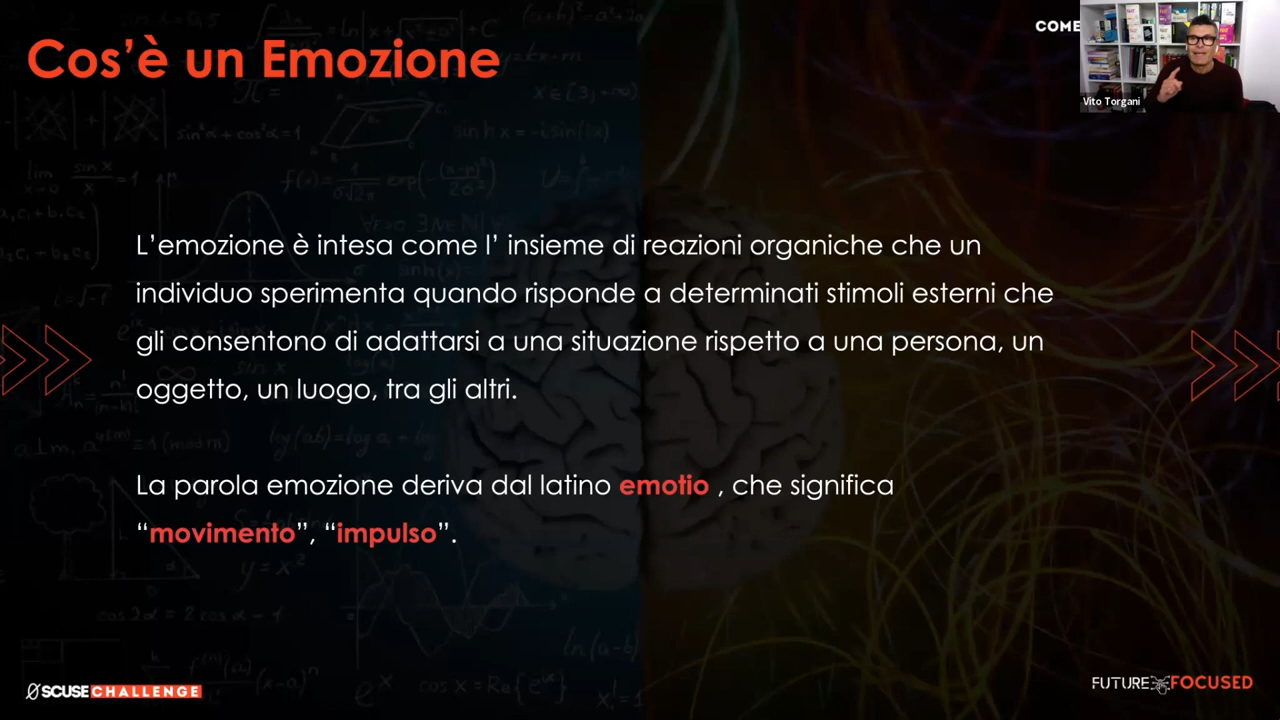 Cos’è un Emozione
COME
Vito Torgani
L’emozione è intesa come l’ insieme di reazioni organiche che un
individuo sperimenta quando risponde a determinati stimoli esterni che
gli consentono di adattarsi a una situazione rispetto a una persona, un
oggetto, un luogo, tra gli altri.
La parola emozione deriva dal latino emotio , che significa
“movimento”, “impulso”.
ØSCUSECHALLENGE
FUTURE FOCUSED